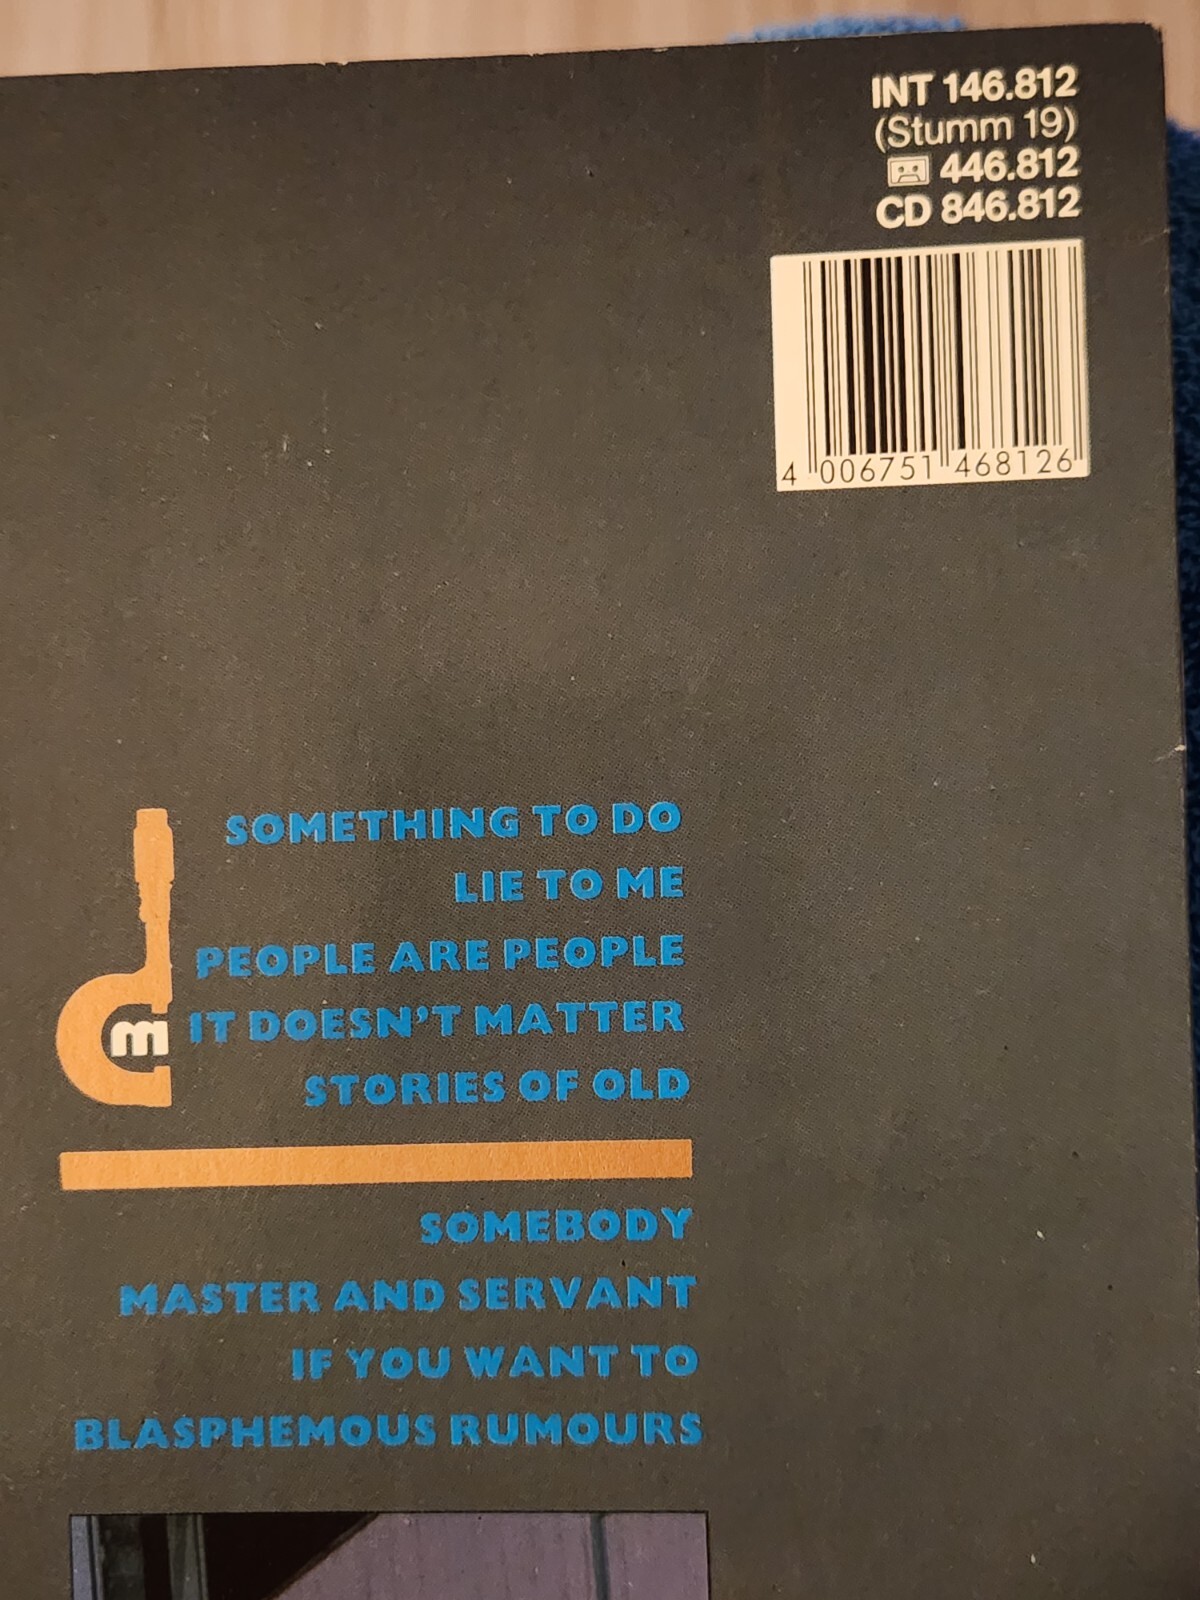 INT 146.812
(Stumm 19)
446.812
CD 846.812
4 006751 468126
SOMETHING TO DO
LIE TO ME
PEOPLE ARE PEOPLE
IT DOESN'T MATTER
STORIES OF OLD
dm
SOMEBODY
MASTER AND SERVANT
IF YOU WANT TO
BLASPHEMOUS RUMOURS